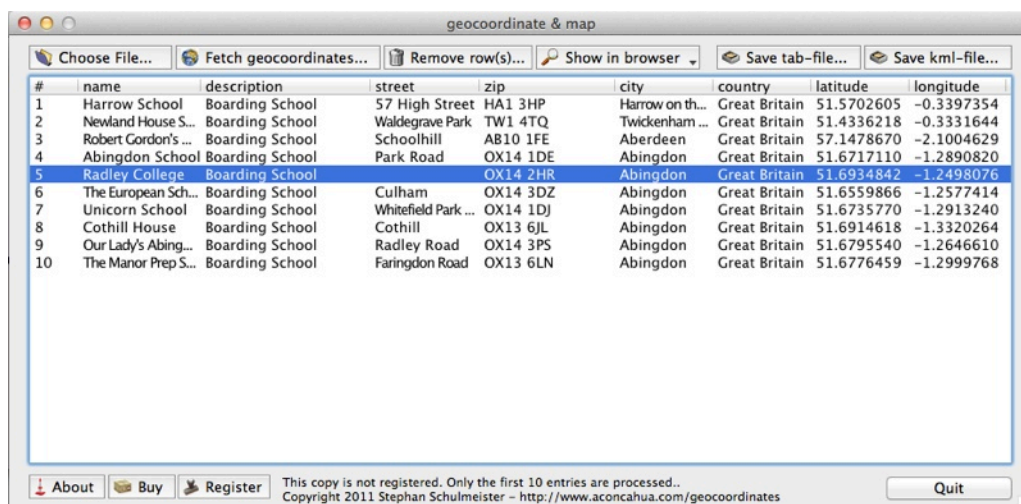 geocoordinate & map
Choose File... Fetch geocoordinates... Remove row(s)... Show in browser Save tab-file... Save kml-file...
# name description street zip city country latitude longitude
1 Harrow School Boarding School 57 High Street HA1 3HP Harrow on th... Great Britain 51.5702605 -0.3397354
2 Newland House S... Boarding School Waldegrave Park TW1 4TQ Twickenham ... Great Britain 51.4336218 -0.3331644
3 Robert Gordon's ... Boarding School Schoolhill AB10 1FE Aberdeen Great Britain 57.1478670 -2.1004629
4 Abingdon School Boarding School Park Road OX14 1DE Abingdon Great Britain 51.6717110 -1.2890820
5 Radley College Boarding School OX14 2HR Abingdon Great Britain 51.6934842 -1.2498076
6 The European Sch... Boarding School Culham OX14 3DZ Abingdon Great Britain 51.6559866 -1.2577414
7 Unicorn School Boarding School Whitefield Park ... OX14 1DJ Abingdon Great Britain 51.6735770 -1.2913240
8 Cothill House Boarding School Cothill OX13 6JL Abingdon Great Britain 51.6914618 -1.3320264
9 Our Lady's Abing... Boarding School Radley Road OX14 3PS Abingdon Great Britain 51.6795540 -1.2646610
10 The Manor Prep S... Boarding School Faringdon Road OX13 6LN Abingdon Great Britain 51.6776459 -1.2999768
About Buy Register This copy is not registered. Only the first 10 entries are processed..
Copyright 2011 Stephan Schulmeister - http://www.aconcahua.com/geocoordinates
Quit